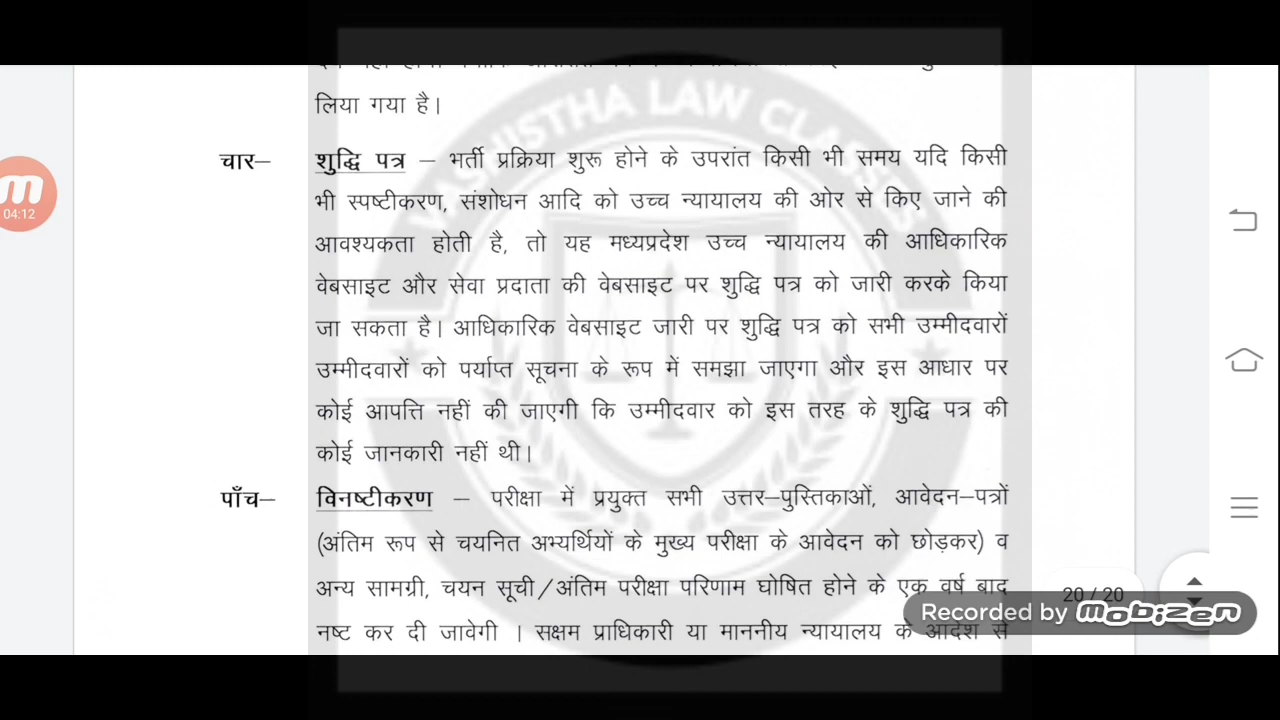 लिया गया है।
चार– शुद्धि पत्र – भर्ती प्रक्रिया शुरू होने के उपरांत किसी भी समय यदि किसी
भी स्पष्टीकरण, संशोधन आदि को उच्च न्यायालय की ओर से किए जाने की
आवश्यकता होती है, तो यह मध्यप्रदेश उच्च न्यायालय की आधिकारिक
वेबसाइट और सेवा प्रदाता की वेबसाइट पर शुद्धि पत्र को जारी करके किया
जा सकता है। आधिकारिक वेबसाइट जारी पर शुद्धि पत्र को सभी उम्मीदवारों
उम्मीदवारों को पर्याप्त सूचना के रूप में समझा जाएगा और इस आधार पर
कोई आपत्ति नहीं की जाएगी कि उम्मीदवार को इस तरह के शुद्धि पत्र की
कोई जानकारी नहीं थी।
पाँच– विनष्टीकरण – परीक्षा में प्रयुक्त सभी उत्तर–पुस्तिकाओं, आवेदन–पत्रों
(अंतिम रूप से चयनित अभ्यर्थियों के मुख्य परीक्षा के आवेदन को छोड़कर) व
अन्य सामग्री, चयन सूची/अंतिम परीक्षा परिणाम घोषित होने के एक वर्ष बाद
नष्ट कर दी जावेगी । सक्षम प्राधिकारी या माननीय न्यायालय के आदेश से
04:12
20/20
Recorded by mobizen
LAW CLASSES